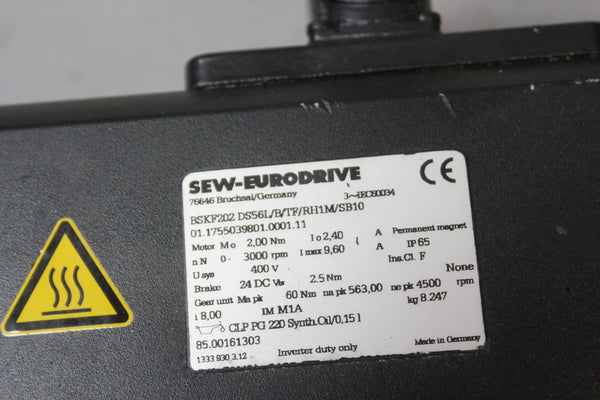 SEW-EURODRIVE CE
76646 Bruchsal/Germany 3~IEC60034
BSKF202 DS56L/B/TF/RH1M/SB10
01.1755039801.0001.11
Motor Mo 2,00 Nm Io 2,40 A Permanent magnet
nN 0- 3000 rpm Imax 9,60 A IP 65
Usys 400 V Ins.Cl. F
Brake 24 DC V 2.5 Nm None
Gear unit Ma pk 60 Nm na pk 563,00 ne pk 4500 rpm
i 8,00 IM M1A kg 8.247
CLP PG 220 Synth.Oil/0,15 l
85.00161303
1333 930 3.12 Inverter duty only Made in Germany